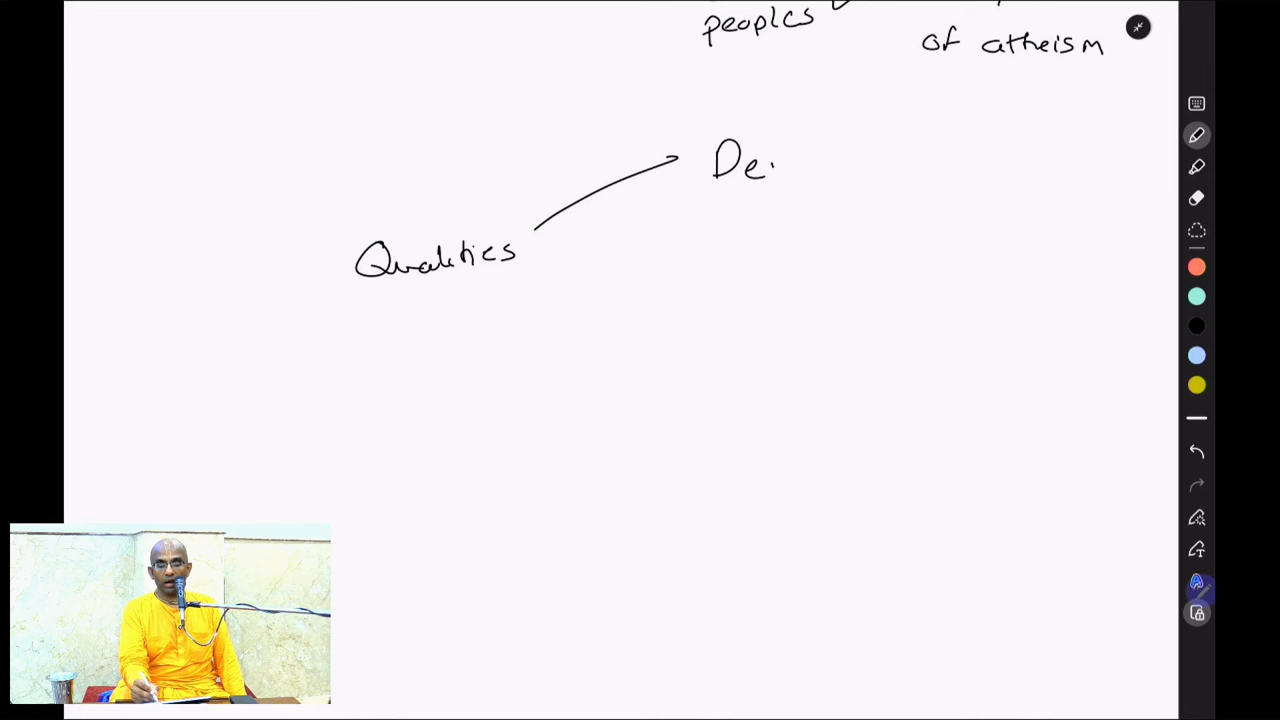 peoples
of atheism
De
Qualities